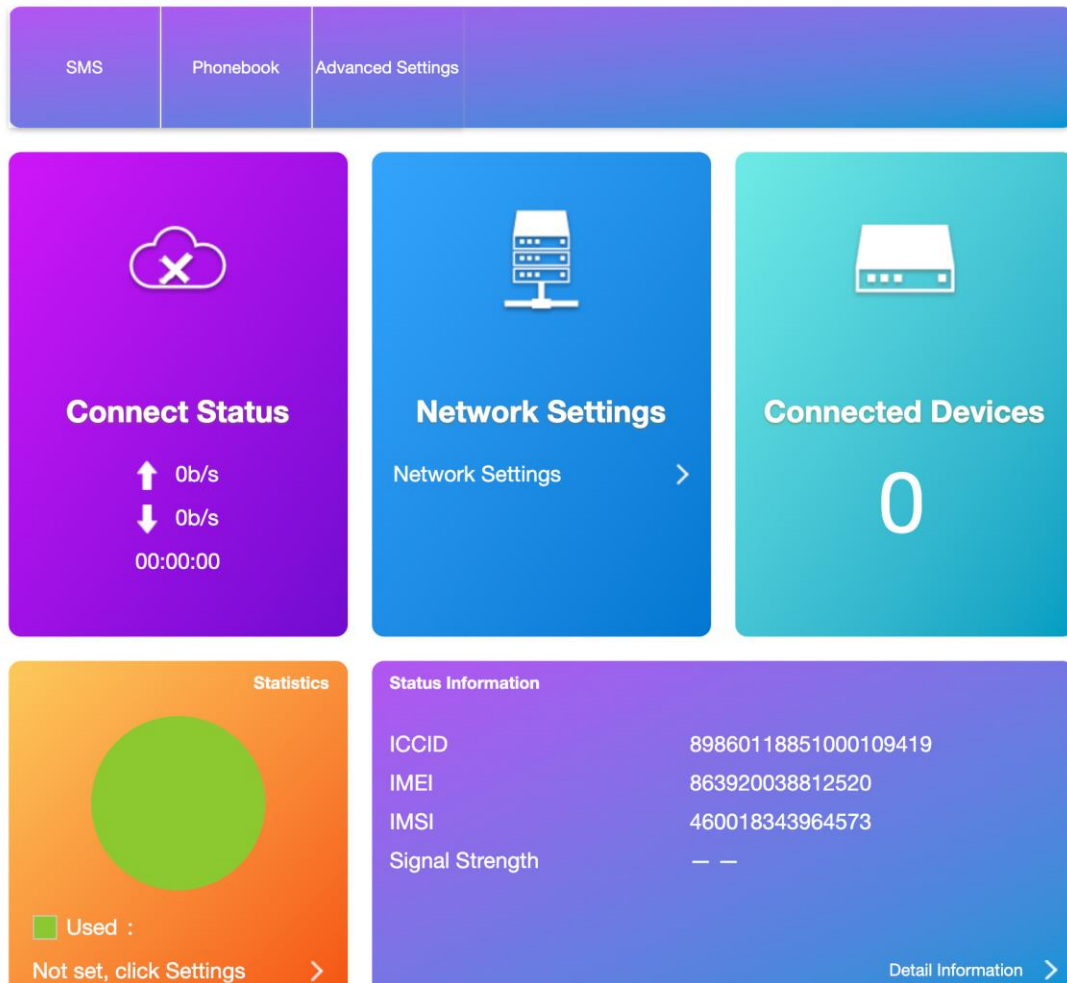 SMS
Phonebook
Advanced Settings
Connect Status
0b/s
0b/s
00:00:00
Network Settings
Network Settings
Connected Devices
0
Statistics
Used :
Not set, click Settings
Status Information
ICCID 89860118851000109419
IMEI 863920038812520
IMSI 460018343964573
Signal Strength — —
Detail Information